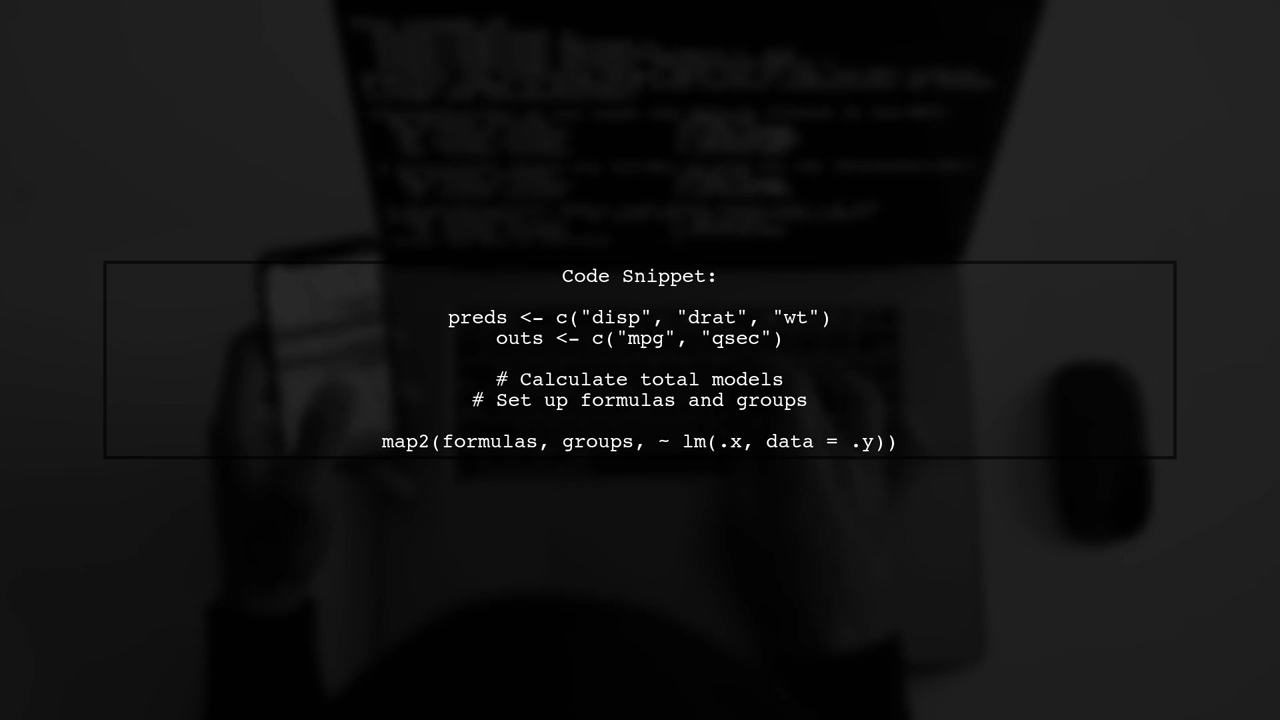 Code Snippet:
preds <- c("disp", "drat", "wt")
outs <- c("mpg", "qsec")
# Calculate total models
# Set up formulas and groups
map2(formulas, groups, ~ lm(.x, data = .y))